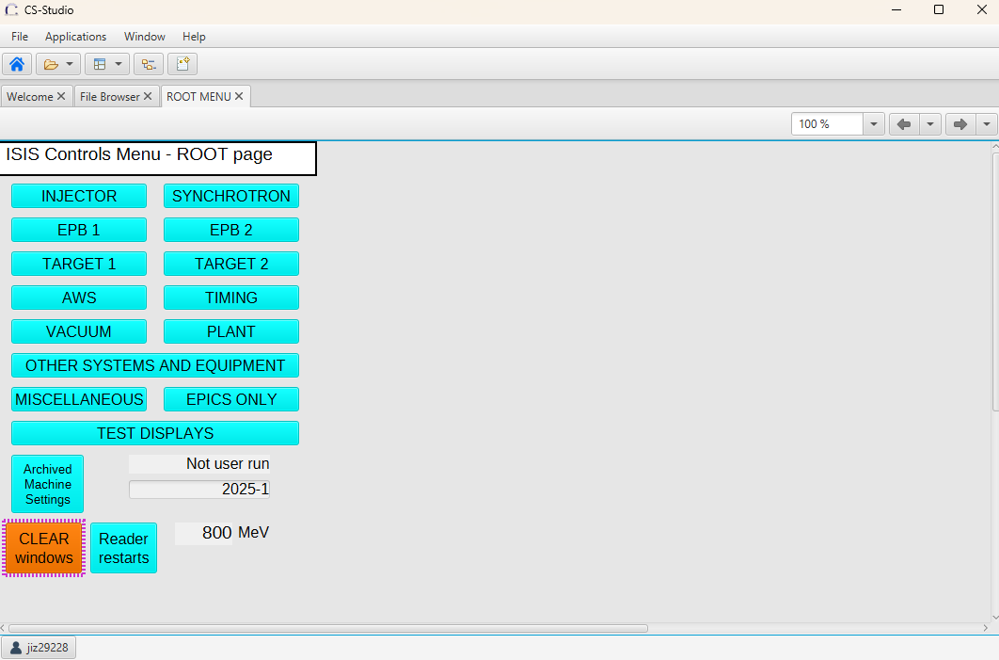 CS-Studio
File Applications Window Help
Welcome File Browser ROOT MENU
100 %
ISIS Controls Menu - ROOT page
INJECTOR SYNCHROTRON
EPB 1 EPB 2
TARGET 1 TARGET 2
AWS TIMING
VACUUM PLANT
OTHER SYSTEMS AND EQUIPMENT
MISCELLANEOUS EPICS ONLY
TEST DISPLAYS
Archived
Machine
Settings
Not user run
2025-1
CLEAR
windows
Reader
restarts
800 MeV
jiz29228